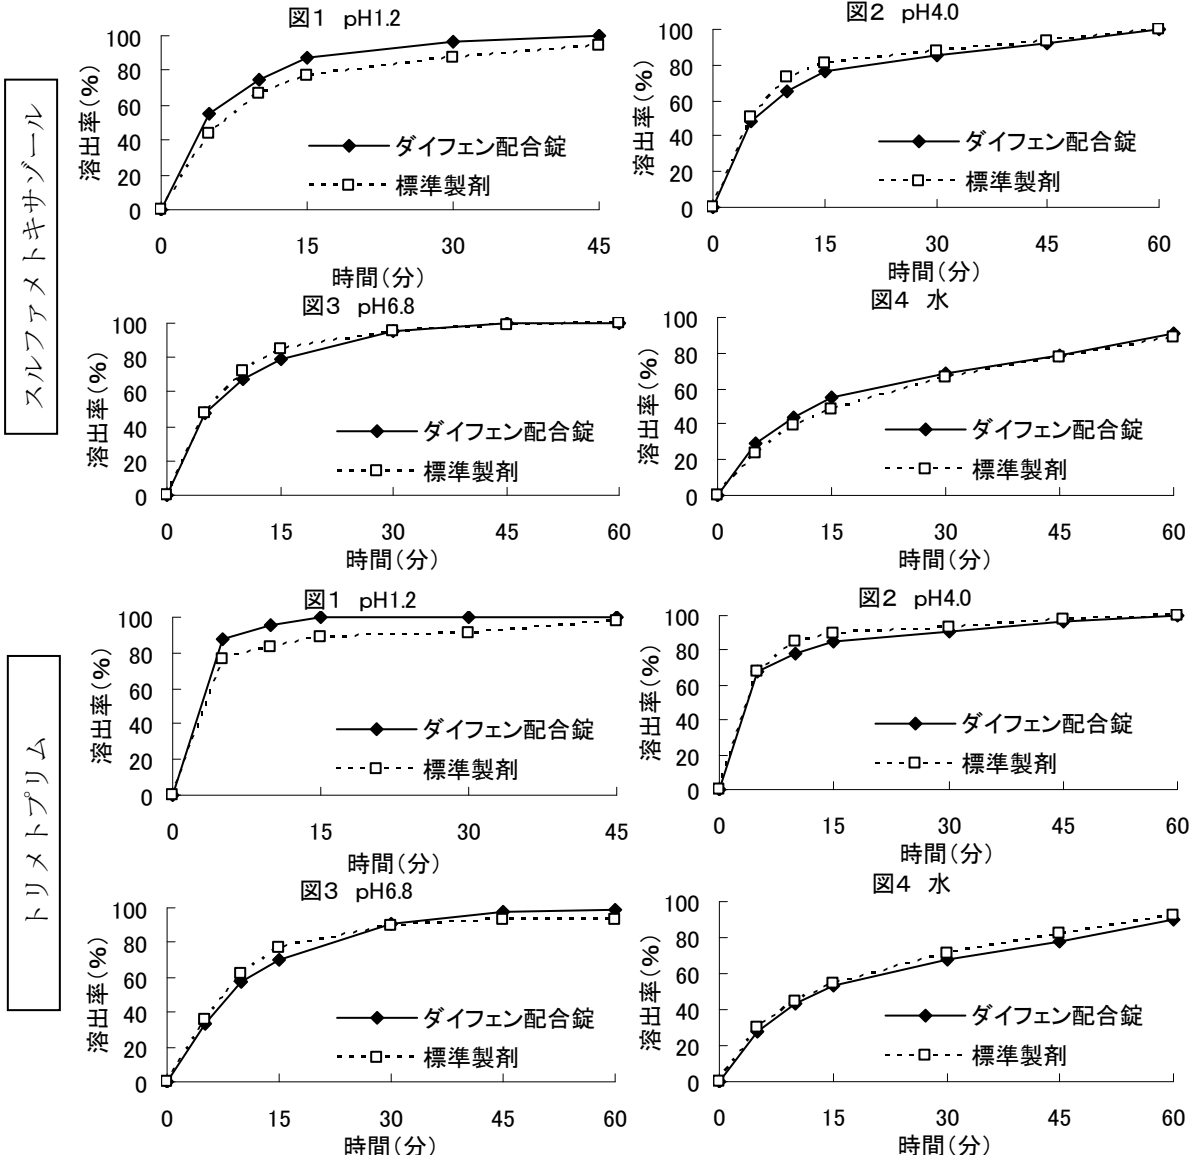 スルファメトキサゾール
図1 pH1.2
溶出率(%)
100
80
60
40
20
0
ダイフェン配合錠
標準製剤
0 15 30 45
時間(分)
図2 pH4.0
溶出率(%)
100
80
60
40
20
0
ダイフェン配合錠
標準製剤
0 15 30 45 60
時間(分)
図3 pH6.8
溶出率(%)
100
80
60
40
20
0
ダイフェン配合錠
標準製剤
0 15 30 45 60
時間(分)
図4 水
溶出率(%)
100
80
60
40
20
0
ダイフェン配合錠
標準製剤
0 15 30 45 60
時間(分)
トリメトプリム
図1 pH1.2
溶出率(%)
100
80
60
40
20
0
ダイフェン配合錠
標準製剤
0 15 30 45
時間(分)
図2 pH4.0
溶出率(%)
100
80
60
40
20
0
ダイフェン配合錠
標準製剤
0 15 30 45 60
時間(分)
図3 pH6.8
溶出率(%)
100
80
60
40
20
0
ダイフェン配合錠
標準製剤
0 15 30 45 60
時間(分)
図4 水
溶出率(%)
100
80
60
40
20
0
ダイフェン配合錠
標準製剤
0 15 30 45 60
時間(分)